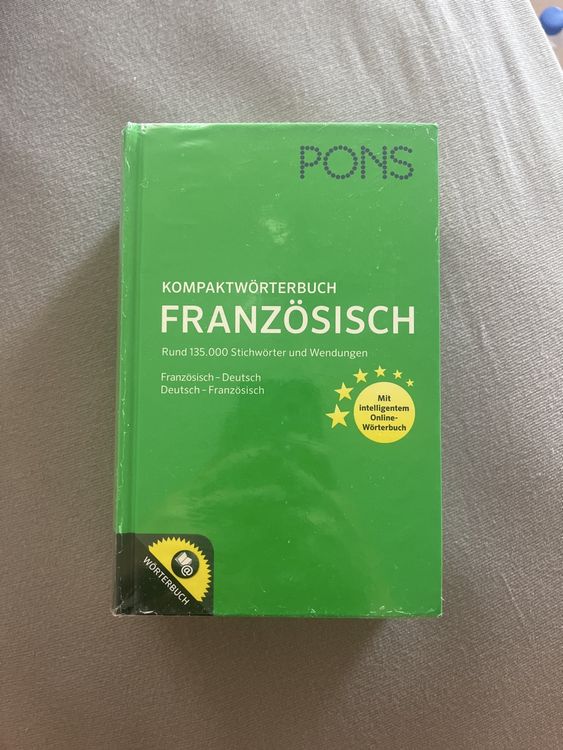 PONS
KOMPAKTWÖRTERBUCH
FRANZÖSISCH
Rund 135.000 Stichwörter und Wendungen
Französisch – Deutsch
Deutsch – Französisch
Mit
intelligentem
Online-
Wörterbuch
WÖRTERBUCH
@